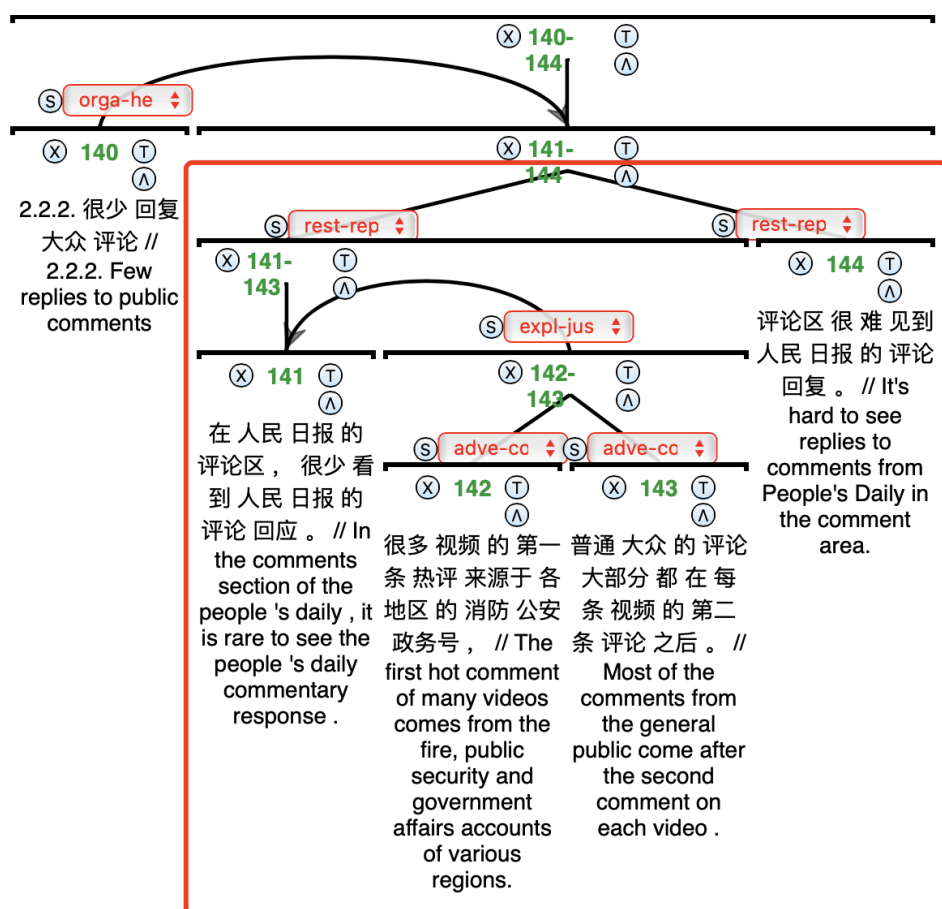 Ⓧ 140-144 Ⓣ Ⓥ
Ⓢ orga-he
Ⓧ 140 Ⓣ Ⓥ
2.2.2. 很少 回复
大众 评论 //
2.2.2. Few
replies to public
comments
Ⓧ 141-144 Ⓣ Ⓥ
Ⓢ rest-rep
Ⓢ rest-rep
Ⓧ 141-143 Ⓣ Ⓥ
Ⓢ expl-jus
Ⓧ 141 Ⓣ Ⓥ
在 人民 日报 的
评论区 ， 很少 看
到 人民 日报 的
评论 回应 。 // In
the comments
section of the
people 's daily , it
is rare to see the
people 's daily
commentary
response .
Ⓧ 142-143 Ⓣ Ⓥ
Ⓢ adve-co
Ⓢ adve-co
Ⓧ 142 Ⓣ Ⓥ
很多 视频 的 第一
条 热评 来源于 各
地区 的 消防 公安
政务号 ， // The
first hot comment
of many videos
comes from the
fire, public
security and
government
affairs accounts
of various
regions.
Ⓧ 143 Ⓣ Ⓥ
普通 大众 的 评论
大部分 都 在 每
条 视频 的 第二
条 评论 之后 。 //
Most of the
comments from
the general
public come after
the second
comment on
each video .
Ⓧ 144 Ⓣ Ⓥ
评论区 很 难 见到
人民 日报 的 评论
回复 。 // It's
hard to see
replies to
comments from
People's Daily in
the comment
area.